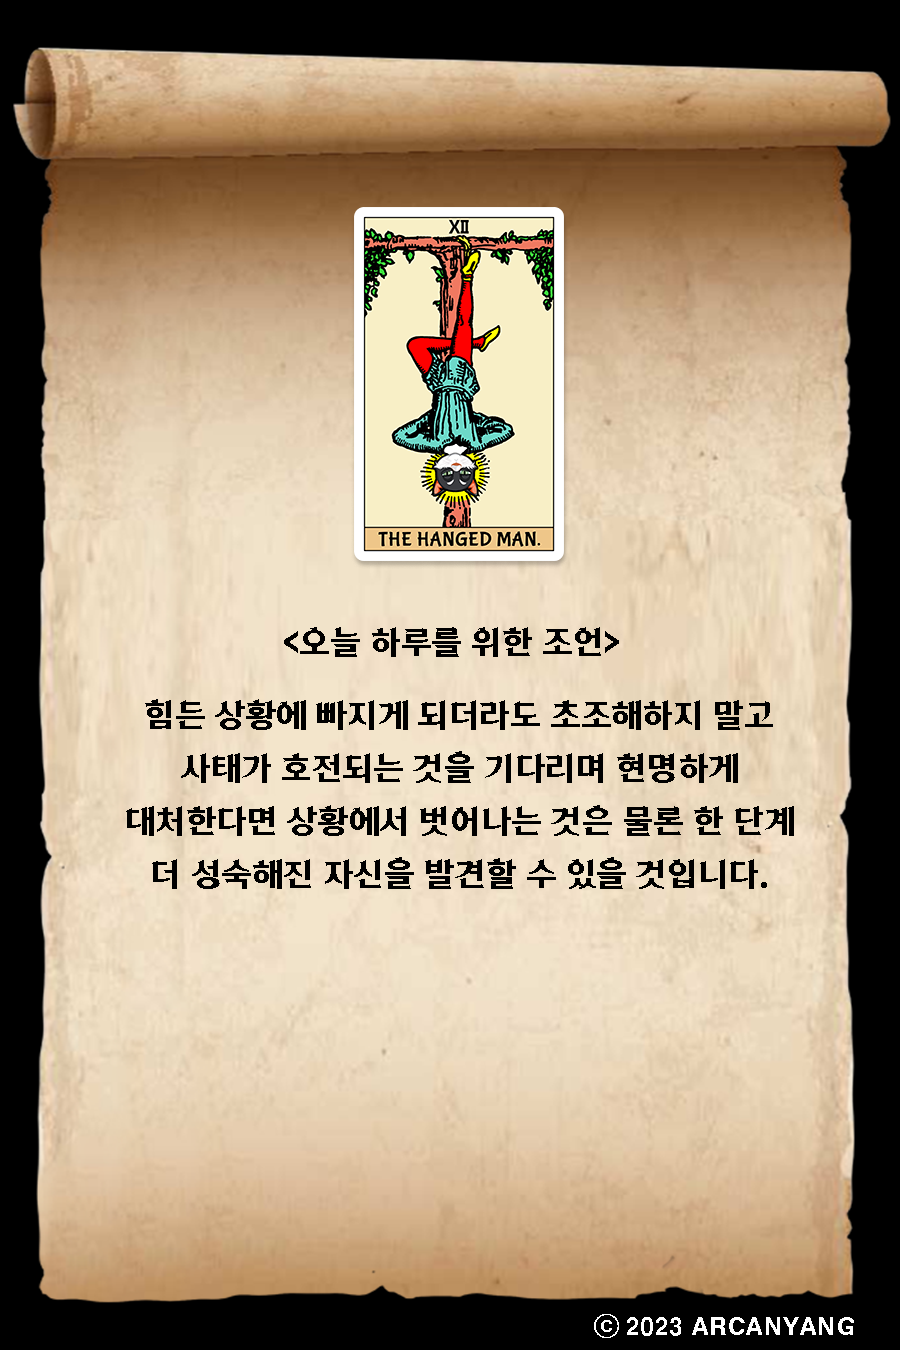 XII
THE HANGED MAN.
<오늘 하루를 위한 조언>
힘든 상황에 빠지게 되더라도 초조해하지 말고
사태가 호전되는 것을 기다리며 현명하게
대처한다면 상황에서 벗어나는 것은 물론 한 단계
더 성숙해진 자신을 발견할 수 있을 것입니다.
ⓒ 2023 ARCANYANG